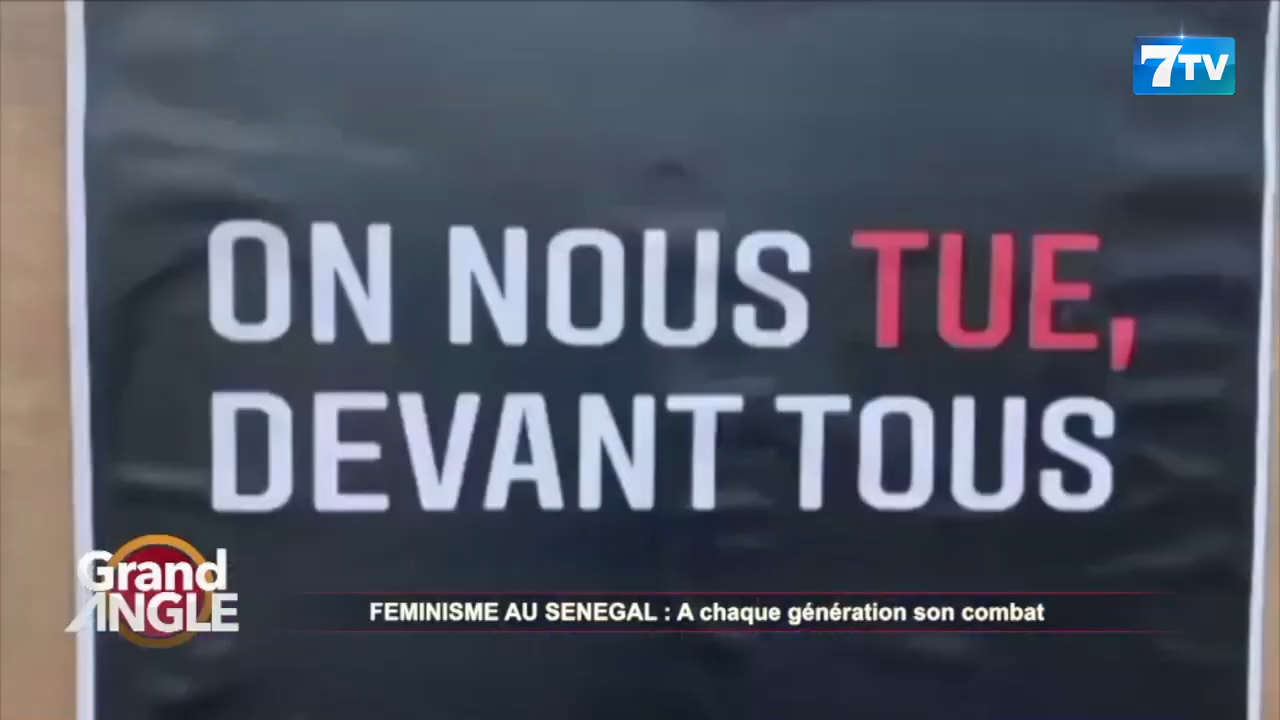 7TV
ON NOUS TUE,
DEVANT TOUS
Grand
ANGLE
FEMINISME AU SENEGAL : A chaque génération son combat